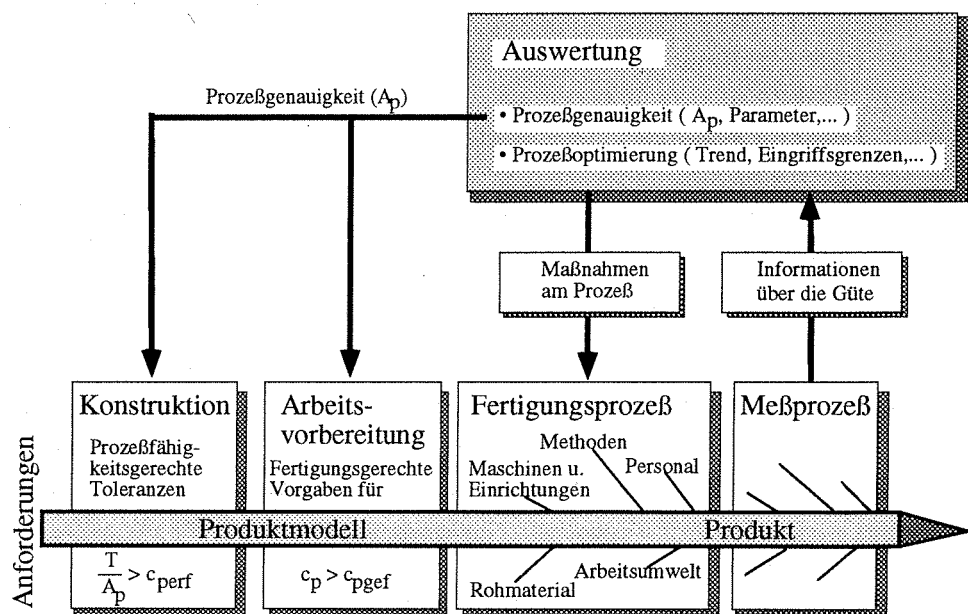 Auswertung
• Prozeßgenauigkeit ( Ap, Parameter,... )
• Prozeßoptimierung ( Trend, Eingriffsgrenzen,... )
Prozeßgenauigkeit (Ap)
Maßnahmen
am Prozeß
Informationen
über die Güte
Konstruktion
Prozeßfähig-
keitsgerechte
Toleranzen
Arbeits-
vorbereitung
Fertigungsgerechte
Vorgaben für
Fertigungsprozeß
Methoden
Maschinen u.
Einrichtungen
Personal
Meßprozeß
Anforderungen
Produktmodell
Produkt
T
Ap
> cperf
cp > cpgef
Rohmaterial
Arbeitsumwelt